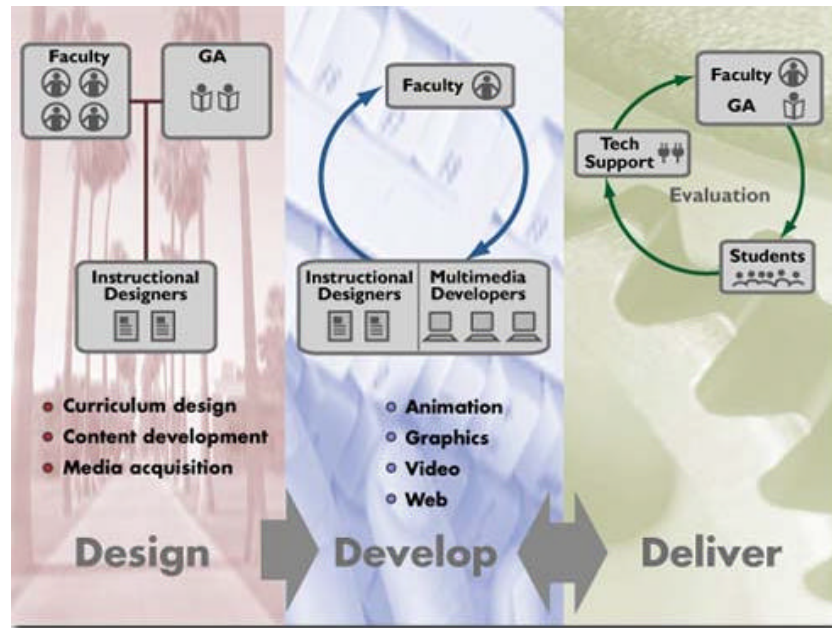 Faculty
GA
Instructional
Designers
Curriculum design
Content development
Media acquisition
Design
Faculty
Instructional
Designers
Multimedia
Developers
Animation
Graphics
Video
Web
Develop
Faculty
GA
Tech
Support
Evaluation
Students
Deliver